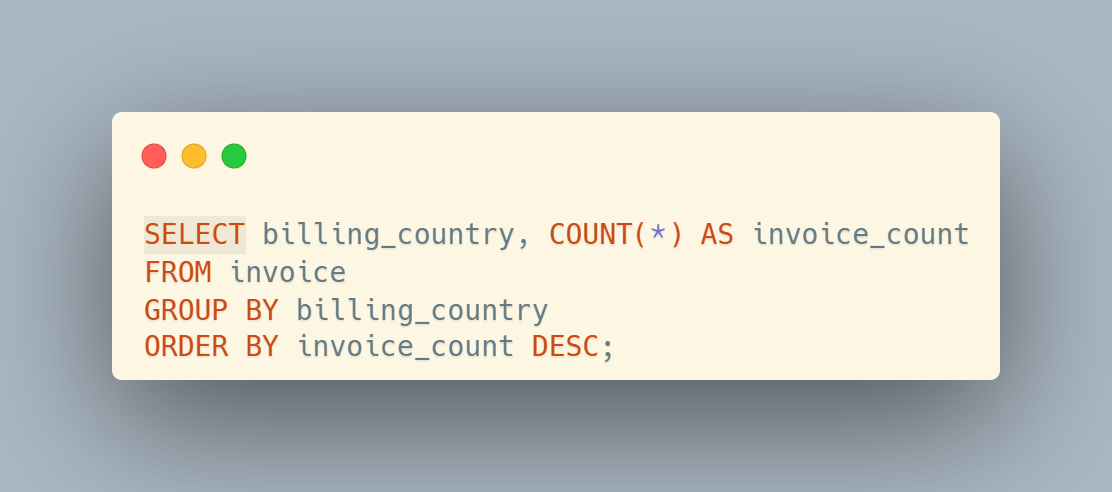 SELECT billing_country, COUNT(*) AS invoice_count
FROM invoice
GROUP BY billing_country
ORDER BY invoice_count DESC;